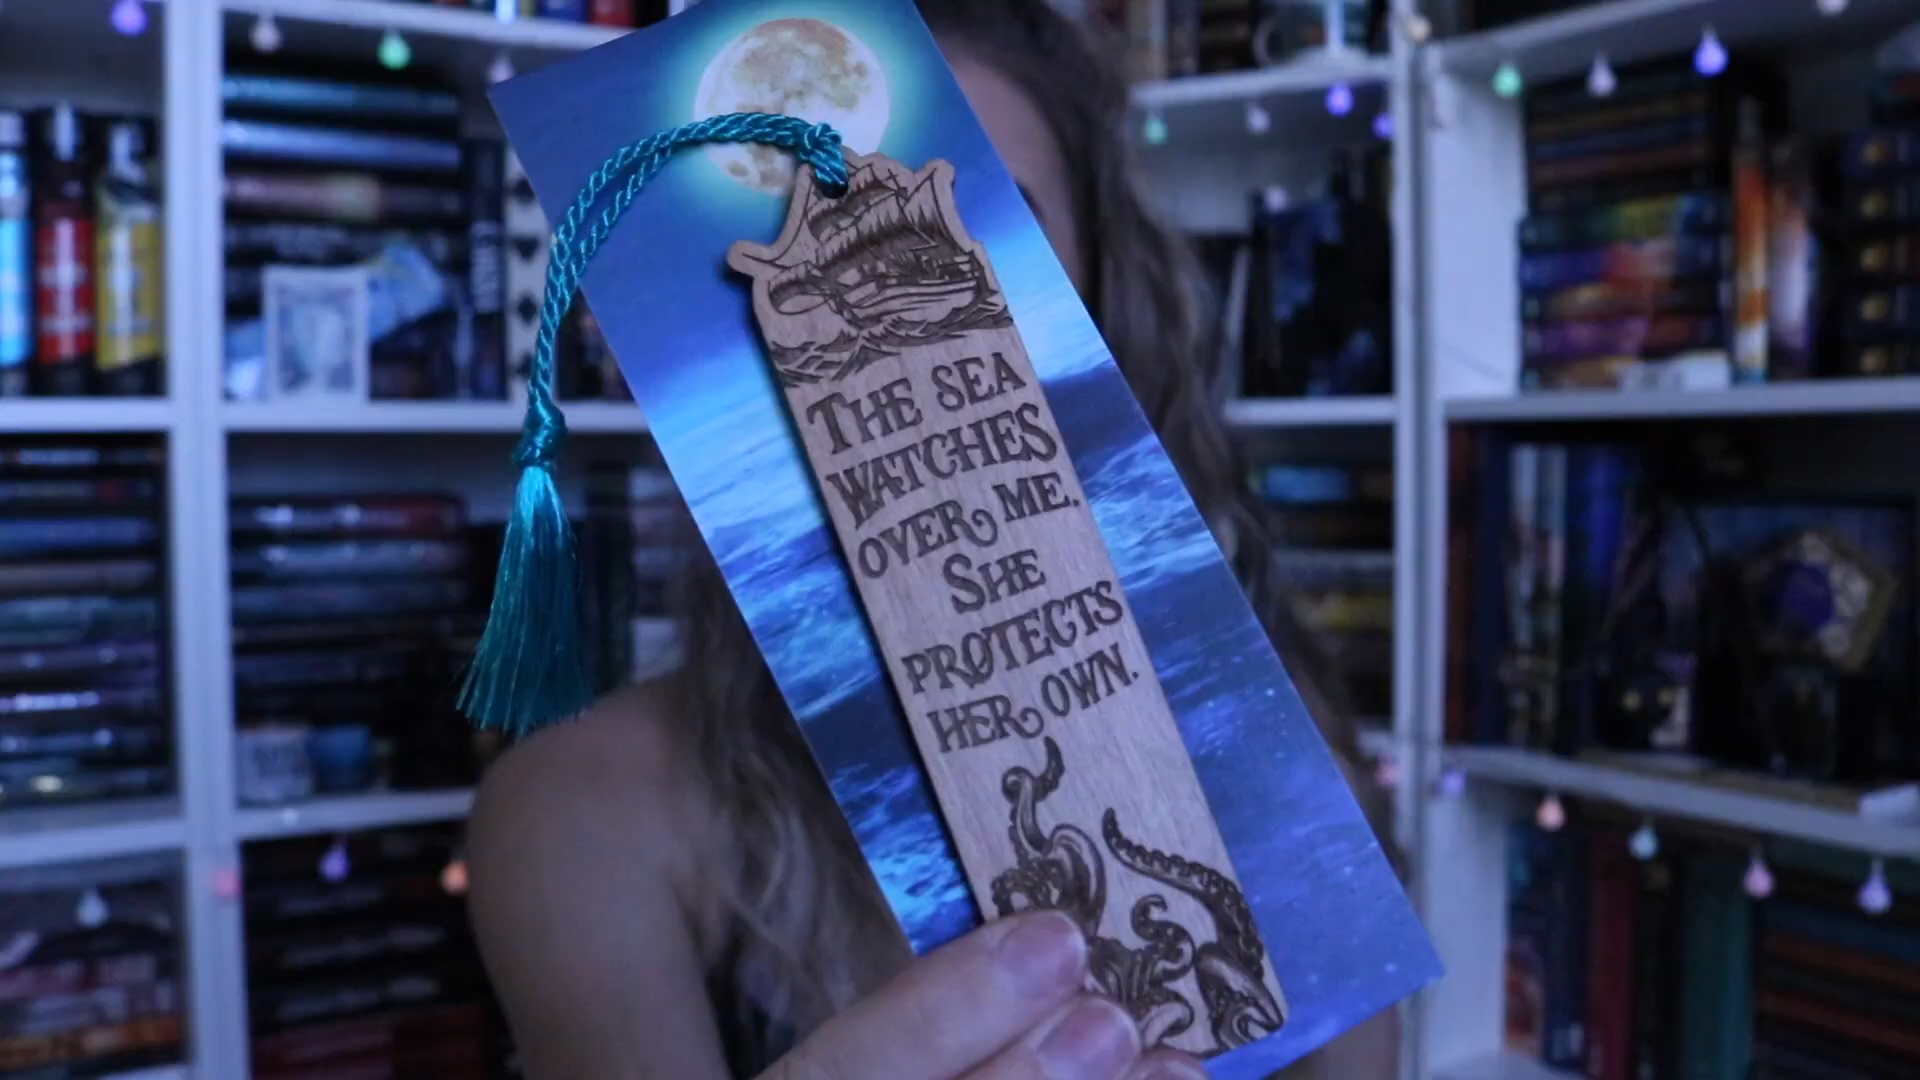 THE SEA
WATCHES
OVER ME.
SHE
PROTECTS
HER OWN.